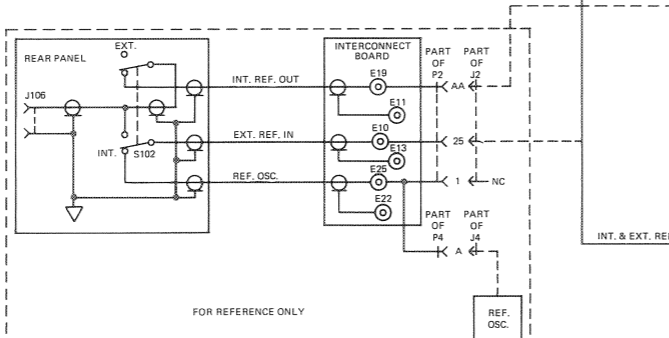 EXT.
REAR PANEL
J106
INT.
S102
INT. REF. OUT
EXT. REF. IN
REF. OSC.
INTERCONNECT
BOARD
E19
E11
E10
E13
E25
E22
PART
OF
P2
PART
OF
J2
AA
25
1
NC
PART
OF
P4
PART
OF
J4
A
INT. & EXT. REF
REF.
OSC.
FOR REFERENCE ONLY